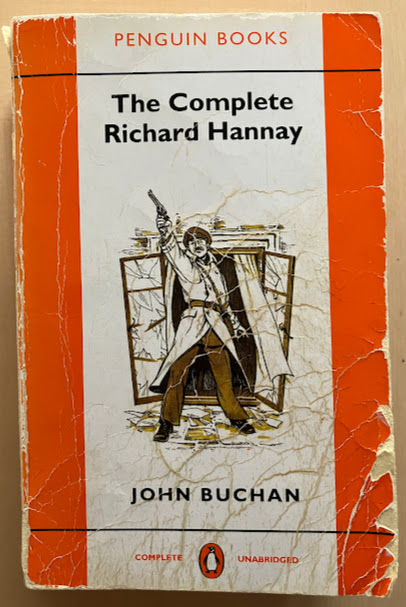 PENGUIN BOOKS
The Complete
Richard Hannay
JOHN BUCHAN
COMPLETE UNABRIDGED